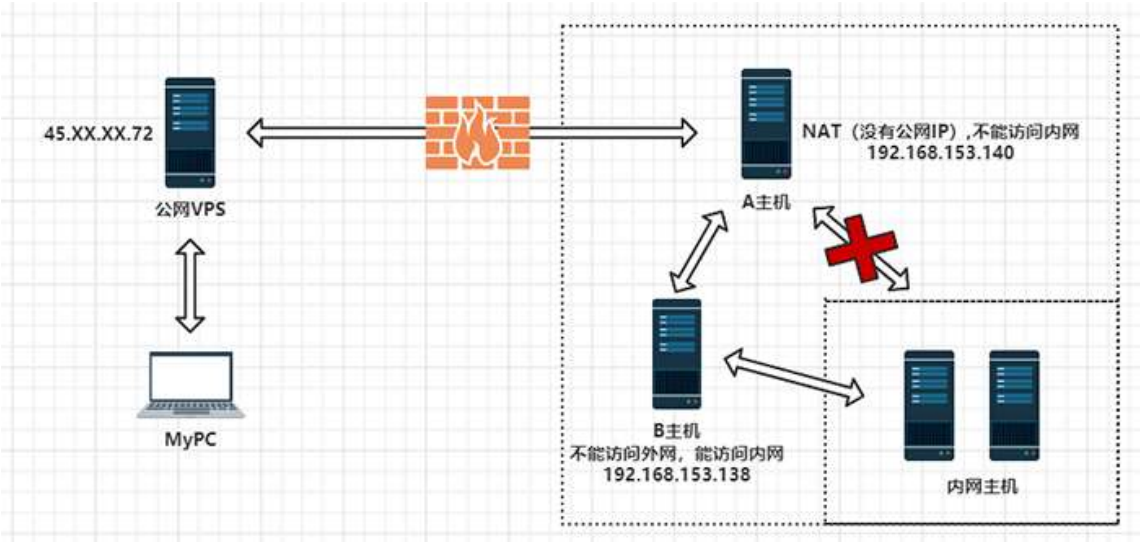 45.XX.XX.72
公网VPS
MyPC
NAT（没有公网IP）,不能访问内网
192.168.153.140
A主机
B主机
不能访问外网，能访问内网
192.168.153.138
内网主机